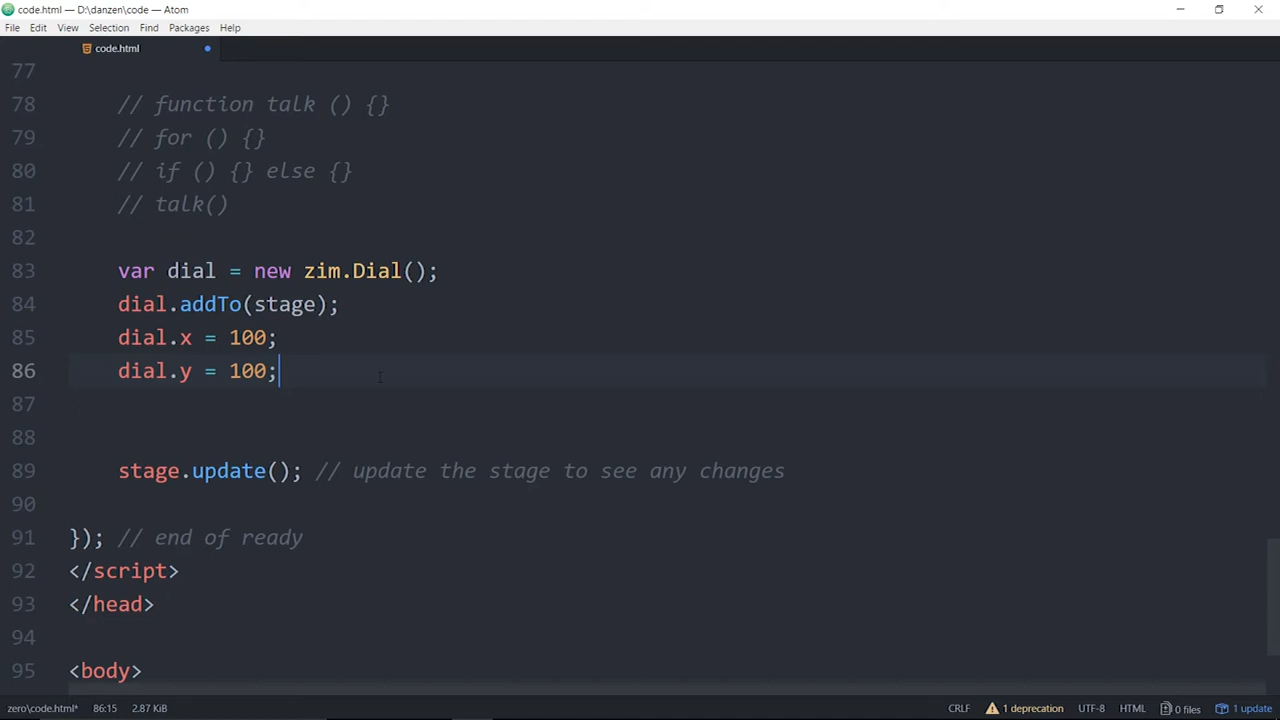 code.html — D:\danzen\code — Atom
File Edit View Selection Find Packages Help
code.html
77
78 // function talk () {}
79 // for () {}
80 // if () {} else {}
81 // talk()
82
83 var dial = new zim.Dial();
84 dial.addTo(stage);
85 dial.x = 100;
86 dial.y = 100;
87
88
89 stage.update(); // update the stage to see any changes
90
91 }); // end of ready
92 </script>
93 </head>
94
95 <body>
zero\code.html* 86:15 2.87 KiB CRLF 1 deprecation UTF-8 HTML 0 files 1 update